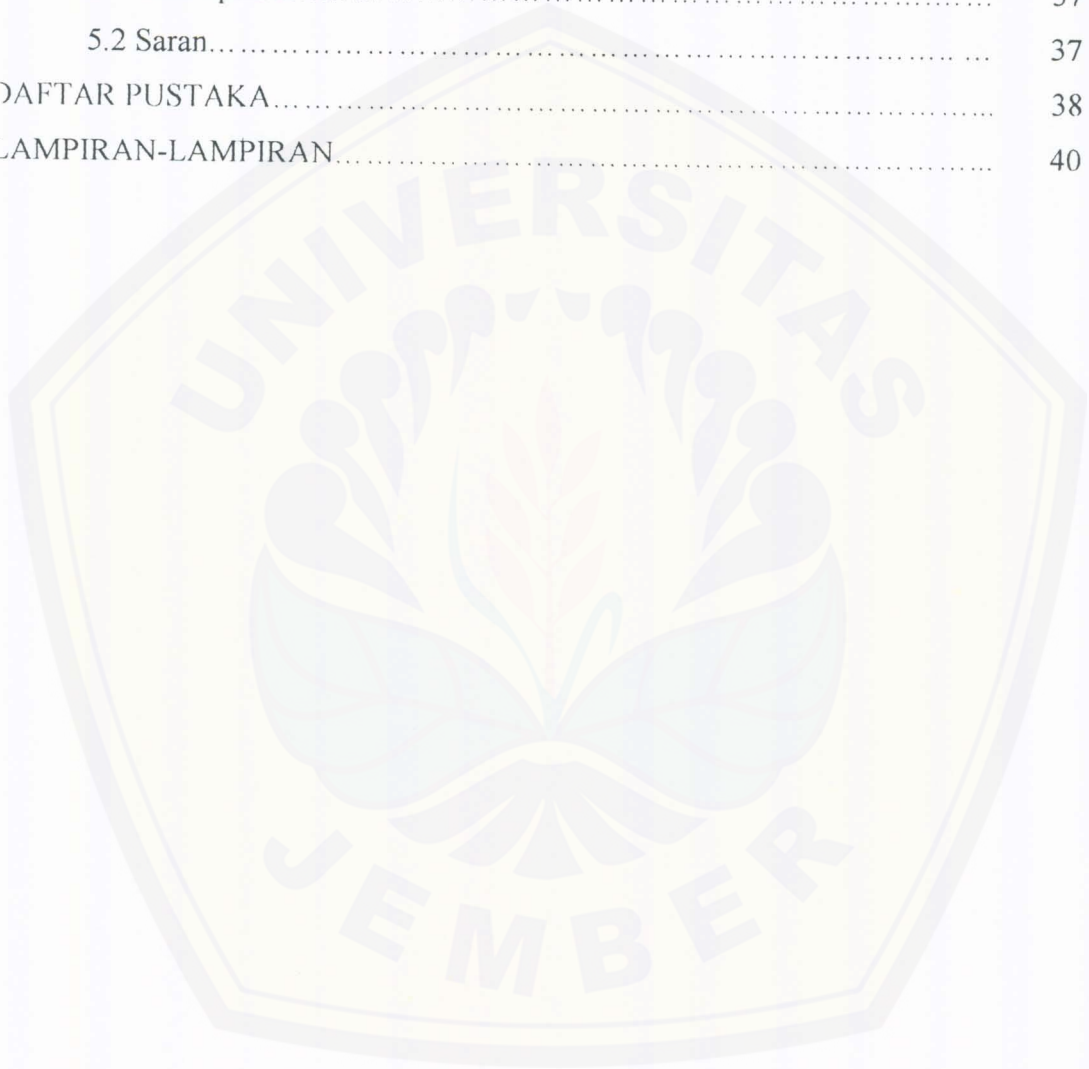 5.2 Saran…………………………………………………………………… 37
DAFTAR PUSTAKA…………………………………………………………… 38
LAMPIRAN-LAMPIRAN……………………………………………………… 40
UNIVERSITAS
JEMBER